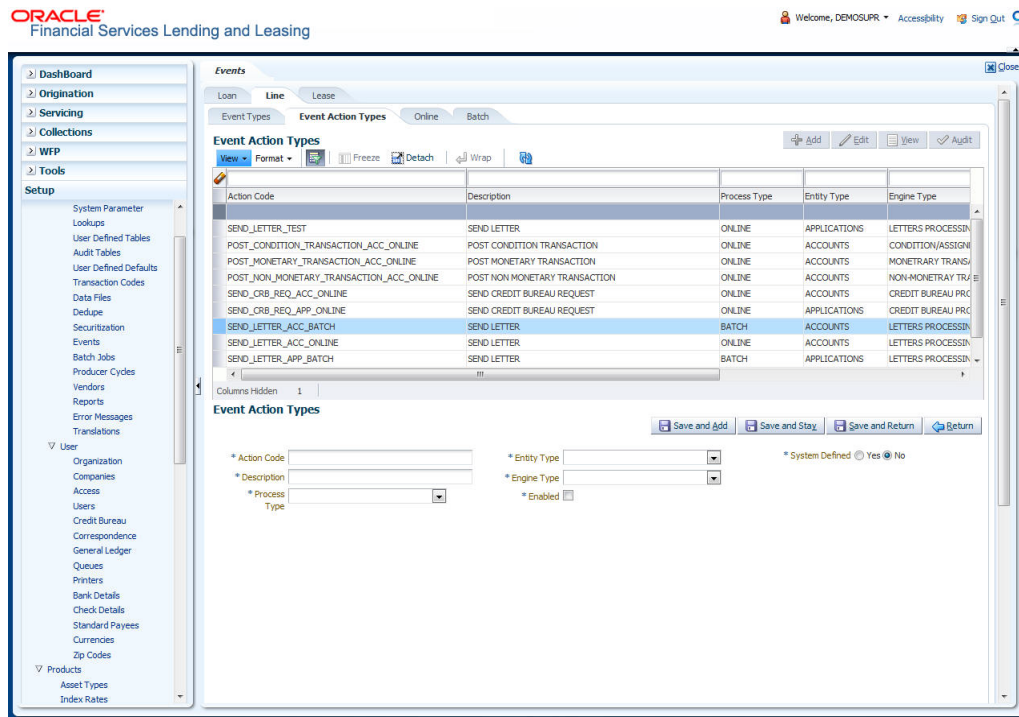 ORACLE
Financial Services Lending and Leasing
Welcome, DEMOSUPR Accessibility Sign Out
Close
DashBoard
Origination
Servicing
Collections
WFP
Tools
Setup
System Parameter
Lookups
User Defined Tables
Audit Tables
User Defined Defaults
Transaction Codes
Data Files
Dedupe
Securitization
Events
Batch Jobs
Producer Cycles
Vendors
Reports
Error Messages
Translations
User
Organization
Companies
Access
Users
Credit Bureau
Correspondence
General Ledger
Queues
Printers
Bank Details
Check Details
Standard Payees
Currencies
Zip Codes
Products
Asset Types
Index Rates
Events
Loan Line Lease
Event Types Event Action Types Online Batch
Event Action Types
Add Edit View Audit
View Format Freeze Detach Wrap
Action Code Description Process Type Entity Type Engine Type
SEND_LETTER_TEST SEND LETTER ONLINE APPLICATIONS LETTERS PROCESSIN
POST_CONDITION_TRANSACTION_ACC_ONLINE POST CONDITION TRANSACTION ONLINE ACCOUNTS CONDITION/ASSIGN
POST_MONETARY_TRANSACTION_ACC_ONLINE POST MONETARY TRANSACTION ONLINE ACCOUNTS MONETRARY TRANSA
POST_NON_MONETARY_TRANSACTION_ACC_ONLINE POST NON MONETARY TRANSACTION ONLINE ACCOUNTS NON-MONETRAY TRA
SEND_CRB_REQ_ACC_ONLINE SEND CREDIT BUREAU REQUEST ONLINE ACCOUNTS CREDIT BUREAU PRO
SEND_CRB_REQ_APP_ONLINE SEND CREDIT BUREAU REQUEST ONLINE APPLICATIONS CREDIT BUREAU PRO
SEND_LETTER_ACC_BATCH SEND LETTER BATCH ACCOUNTS LETTERS PROCESSIN
SEND_LETTER_ACC_ONLINE SEND LETTER ONLINE ACCOUNTS LETTERS PROCESSIN
SEND_LETTER_APP_BATCH SEND LETTER BATCH APPLICATIONS LETTERS PROCESSIN
Columns Hidden 1
Event Action Types
Save and Add Save and Stay Save and Return Return
* Action Code
* Description
* Process Type
* Entity Type
* Engine Type
* Enabled
* System Defined Yes No